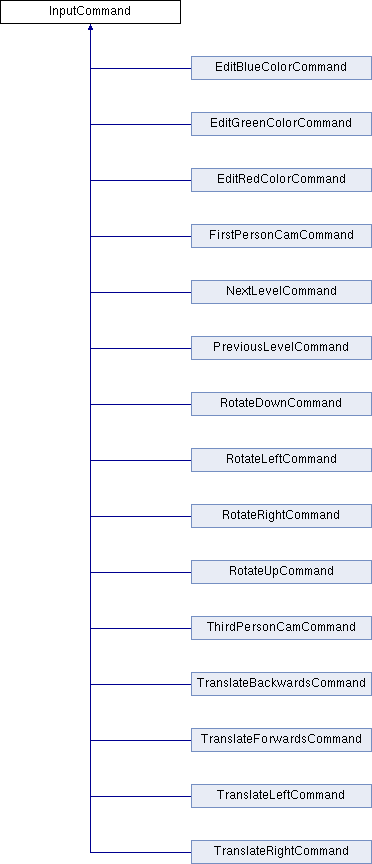 InputCommand
EditBlueColorCommand
EditGreenColorCommand
EditRedColorCommand
FirstPersonCamCommand
NextLevelCommand
PreviousLevelCommand
RotateDownCommand
RotateLeftCommand
RotateRightCommand
RotateUpCommand
ThirdPersonCamCommand
TranslateBackwardsCommand
TranslateForwardsCommand
TranslateLeftCommand
TranslateRightCommand